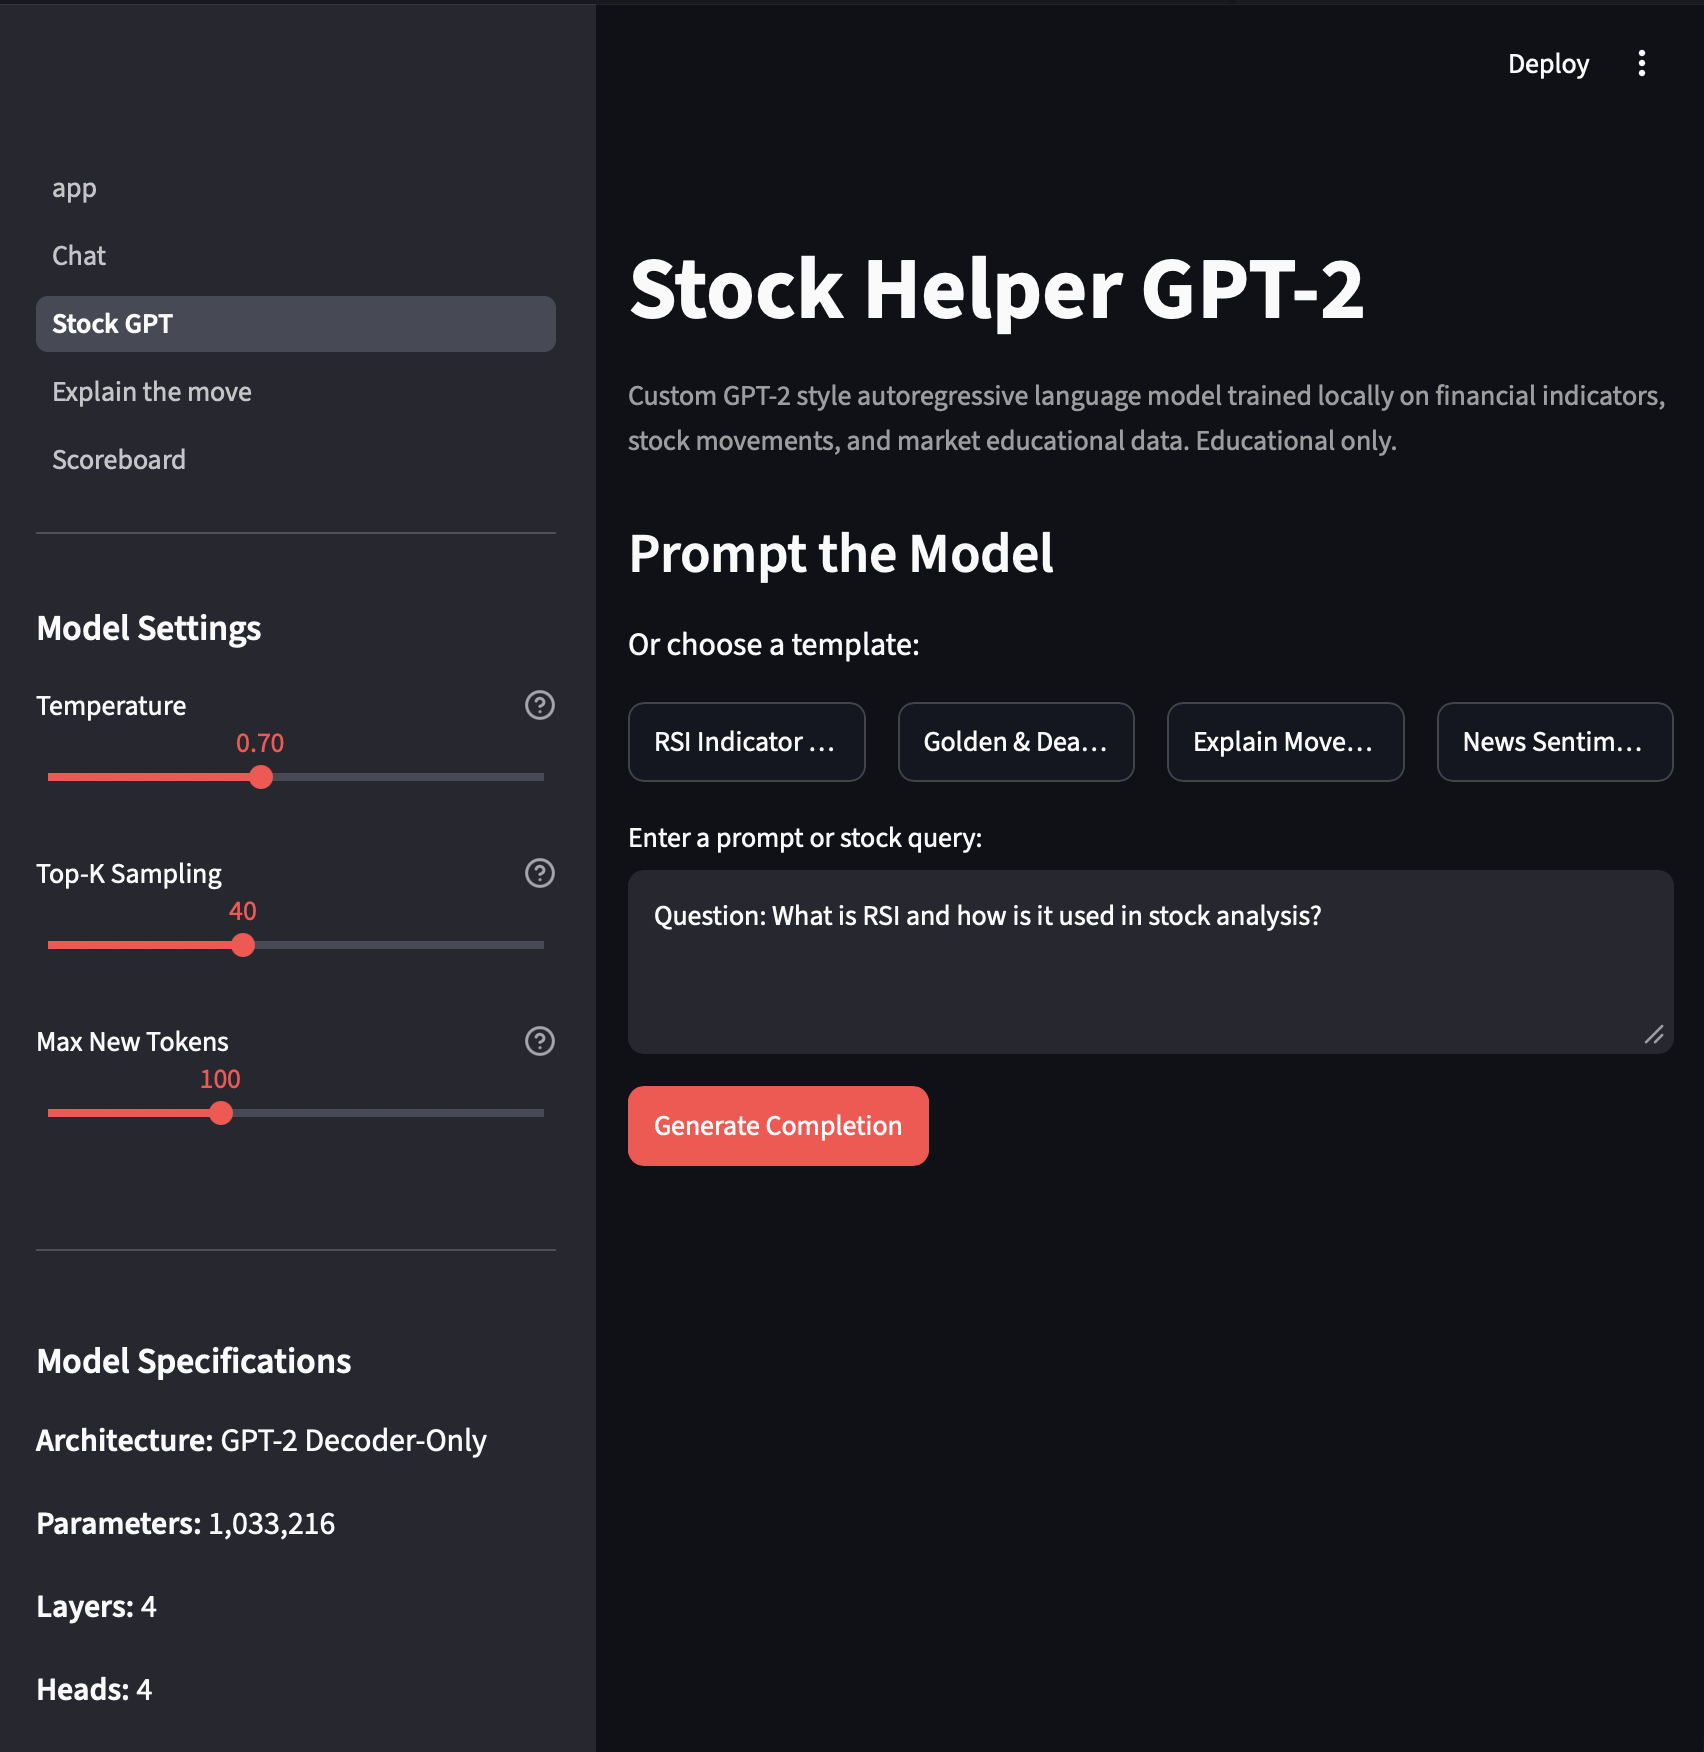 Deploy
app
Chat
Stock GPT
Explain the move
Scoreboard
Model Settings
Temperature
0.70
Top-K Sampling
40
Max New Tokens
100
Model Specifications
Architecture: GPT-2 Decoder-Only
Parameters: 1,033,216
Layers: 4
Heads: 4
Stock Helper GPT-2
Custom GPT-2 style autoregressive language model trained locally on financial indicators,
stock movements, and market educational data. Educational only.
Prompt the Model
Or choose a template:
RSI Indicator ...
Golden & Dea...
Explain Move...
News Sentim...
Enter a prompt or stock query:
Question: What is RSI and how is it used in stock analysis?
Generate Completion